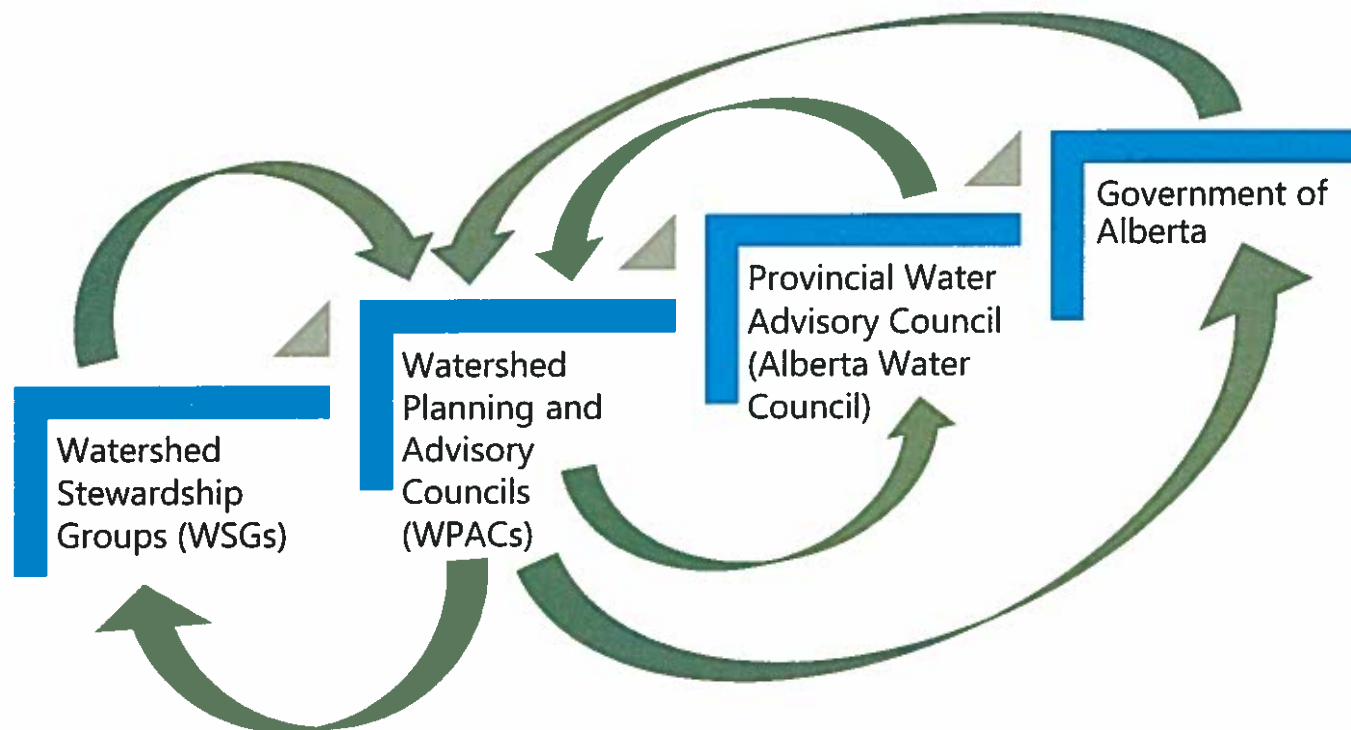 Watershed
Stewardship
Groups (WSGs)
Watershed
Planning and
Advisory
Councils
(WPACs)
Provincial Water
Advisory Council
(Alberta Water
Council)
Government of
Alberta